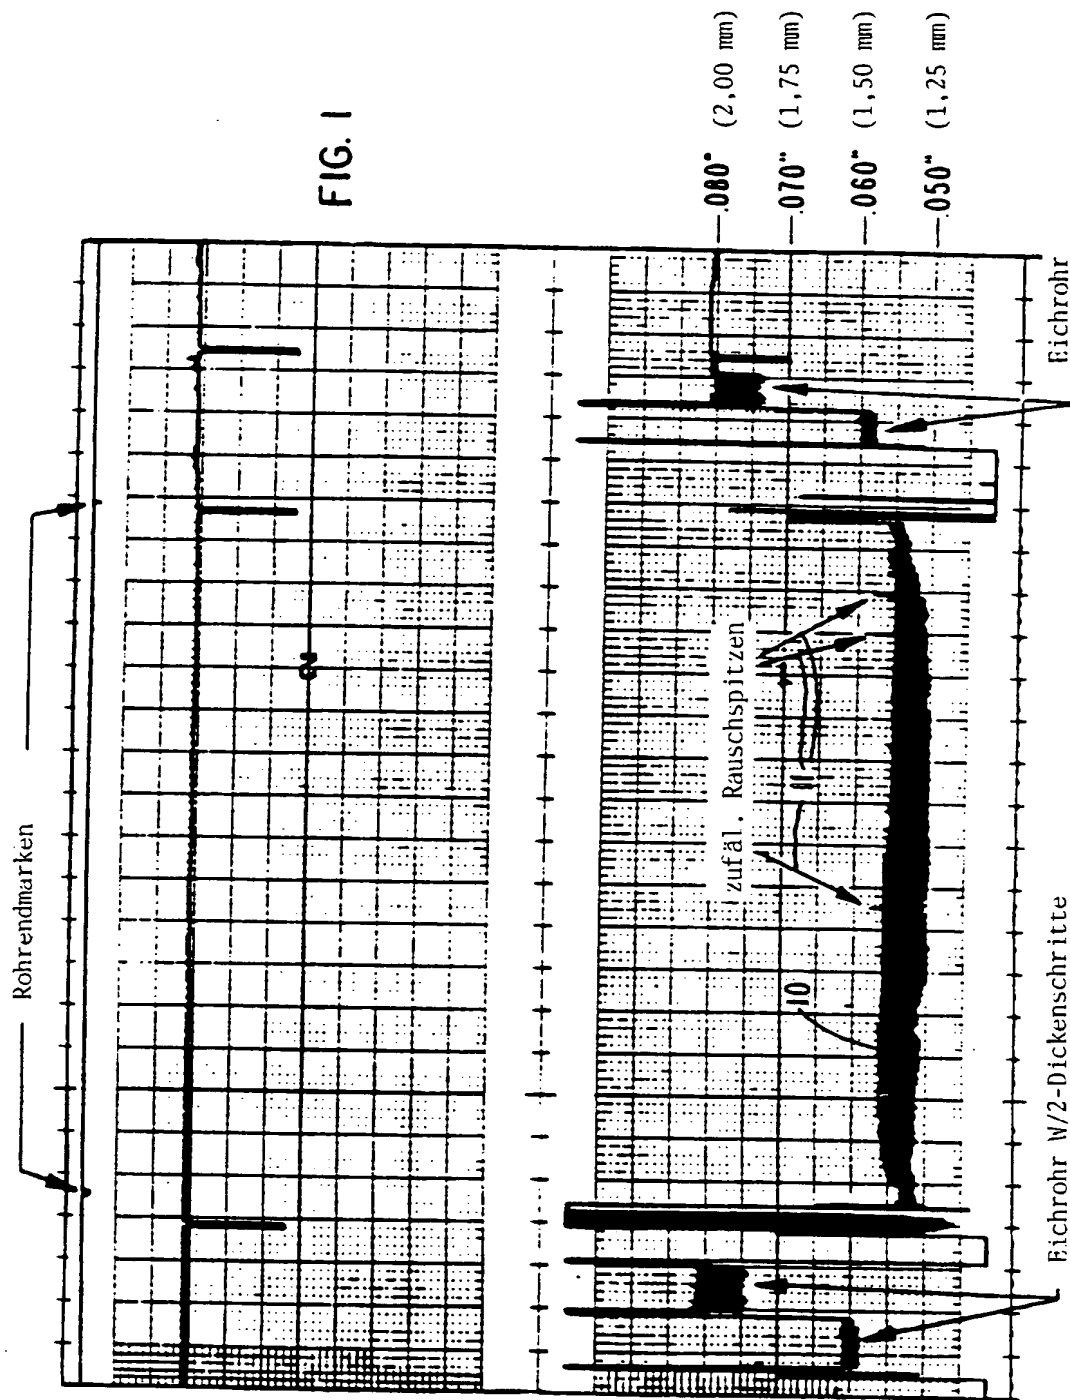 Rohrendmarken
FIG. 1
2
.080" (2,00 mm)
.070" (1,75 mm)
.060" (1,50 mm)
.050" (1,25 mm)
zufäl. Rauschspitzen
11
10
Eichrohr W/2-Dickenschritte
Eichrohr